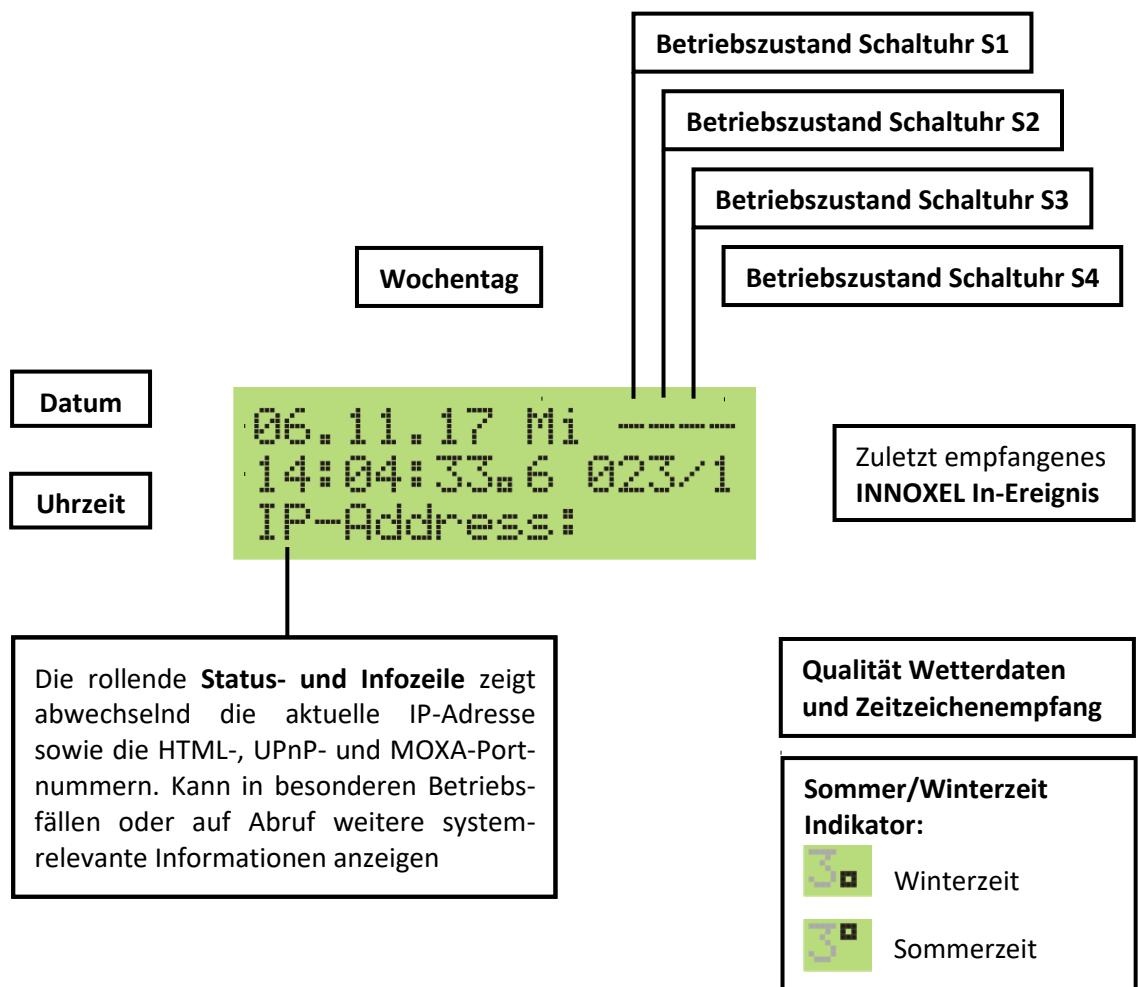 Betriebszustand Schaltuhr S1
Betriebszustand Schaltuhr S2
Betriebszustand Schaltuhr S3
Wochentag
Betriebszustand Schaltuhr S4
Datum
06.11.17 Mi ----
Uhrzeit
14:04:33.6 023/1
IP-Address:
Zuletzt empfangenes
INNOXEL In-Ereignis
Die rollende Status- und Infozeile zeigt
abwechselnd die aktuelle IP-Adresse
sowie die HTML-, UPnP- und MOXA-Port-
nummern. Kann in besonderen Betriebs-
fällen oder auf Abruf weitere system-
relevante Informationen anzeigen
Qualität Wetterdaten
und Zeitzeichenempfang
Sommer/Winterzeit
Indikator:
3. Winterzeit
3° Sommerzeit